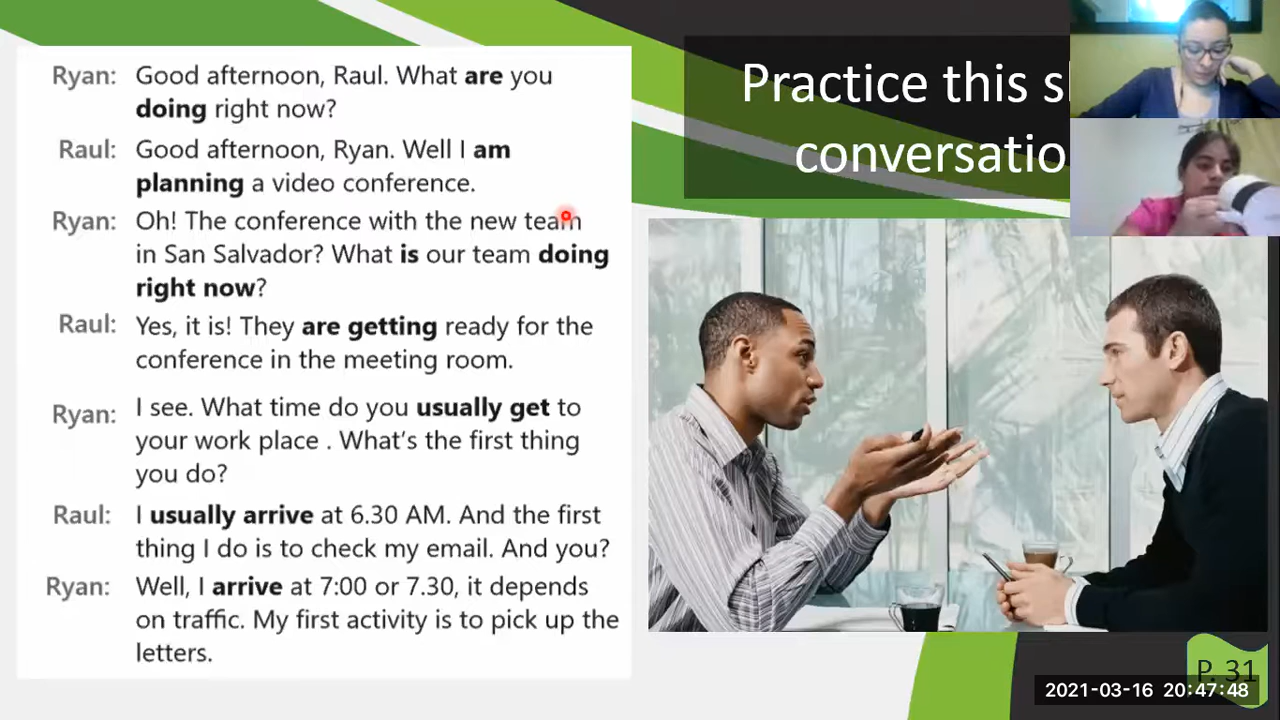 Ryan: Good afternoon, Raul. What are you
doing right now?
Raul: Good afternoon, Ryan. Well I am
planning a video conference.
Ryan: Oh! The conference with the new team
in San Salvador? What is our team doing
right now?
Raul: Yes, it is! They are getting ready for the
conference in the meeting room.
Ryan: I see. What time do you usually get to
your work place . What's the first thing
you do?
Raul: I usually arrive at 6.30 AM. And the first
thing I do is to check my email. And you?
Ryan: Well, I arrive at 7:00 or 7.30, it depends
on traffic. My first activity is to pick up the
letters.
Practice this
conversatio
P. 31
2021-03-16 20:47:48